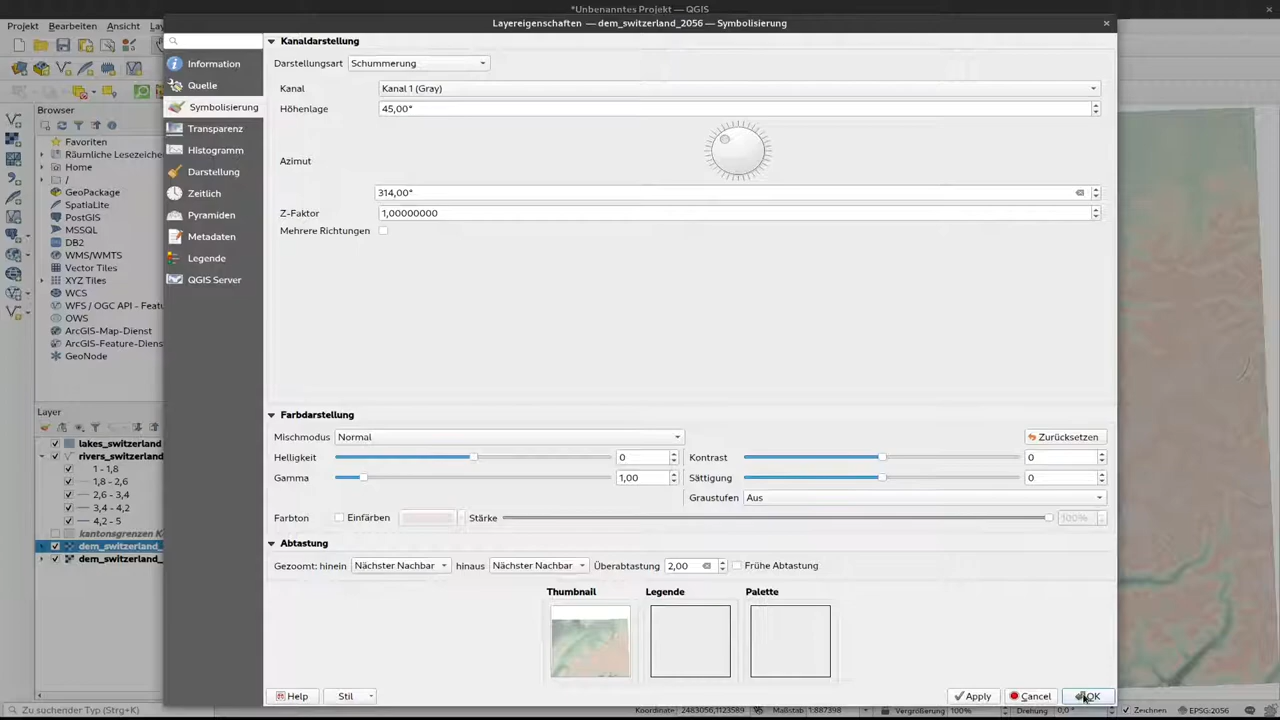 *Unbenanntes Projekt — QGIS
Layereigenschaften — dem_switzerland_2056 — Symbolisierung
Projekt Bearbeiten Ansicht
Browser
Favoriten
Räumliche Lesezeiche
Home
/
GeoPackage
SpatiaLite
PostGIS
MSSQL
DB2
WMS/WMTS
Vector Tiles
XYZ Tiles
WCS
WFS / OGC API - Featu
OWS
ArcGIS-Map-Dienst
ArcGIS-Feature-Diens
GeoNode
Layer
lakes_switzerland
rivers_switzerland
1 - 1,8
1,8 - 2,6
2,6 - 3,4
3,4 - 4,2
4,2 - 5
kantonsgrenzen K
dem_switzerland_
dem_switzerland_
Information
Quelle
Symbolisierung
Transparenz
Histogramm
Darstellung
Zeitlich
Pyramiden
Metadaten
Legende
QGIS Server
Kanaldarstellung
Darstellungsart Schummerung
Kanal Kanal 1 (Gray)
Höhenlage 45,00°
Azimut
314,00°
Z-Faktor 1,00000000
Mehrere Richtungen
Farbdarstellung
Mischmodus Normal Zurücksetzen
Helligkeit 0 Kontrast 0
Gamma 1,00 Sättigung 0
Graustufen Aus
Farbton Einfärben Stärke 100%
Abtastung
Gezoomt: hinein Nächster Nachbar hinaus Nächster Nachbar Überabtastung 2,00 Frühe Abtastung
Thumbnail Legende Palette
Help Stil Apply Cancel OK
Zu suchender Typ (Strg+K) Koordinate 2483056,1123589 Maßstab 1:887398 Vergrößerung 100% Drehung 0,0° Zeichnen EPSG:2056